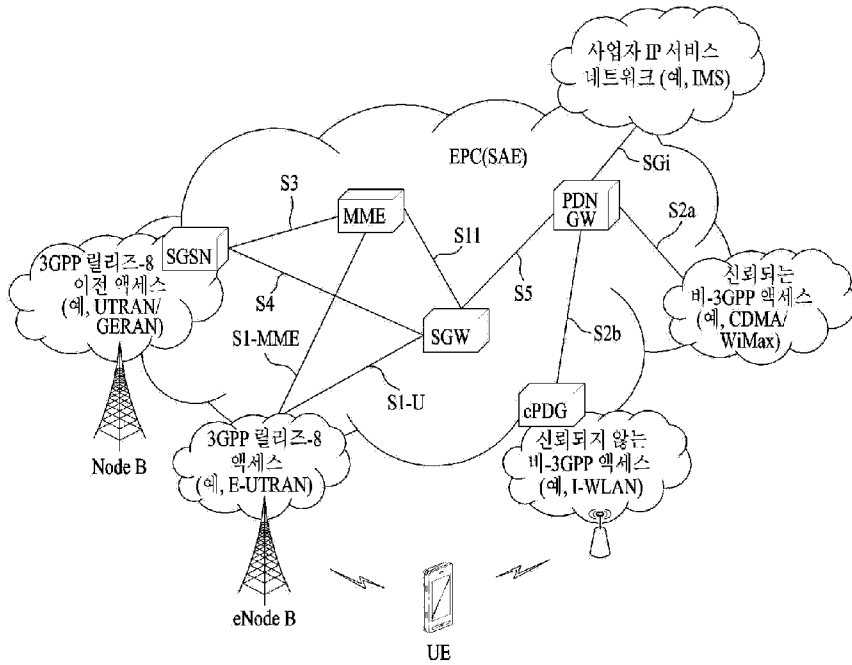 사업자 IP 서비스
네트워크 (예, IMS)
EPC(SAE)
SGi
S3
MME
PDN
GW
S2a
SGSN
S11
3GPP 릴리즈-8
이전 액세스
(예, UTRAN/
GERAN)
S4
S5
신뢰되는
비-3GPP 액세스
(예, CDMA/
WiMax)
S1-MME
SGW
S2b
S1-U
ePDG
Node B
3GPP 릴리즈-8
액세스
(예, E-UTRAN)
신뢰되지 않는
비-3GPP 액세스
(예, I-WLAN)
eNode B
UE